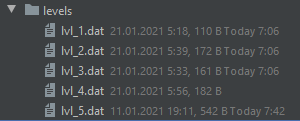 levels
lvl_1.dat 21.01.2021 5:18, 110 B Today 7:06
lvl_2.dat 21.01.2021 5:39, 172 B Today 7:06
lvl_3.dat 21.01.2021 5:33, 161 B Today 7:06
lvl_4.dat 21.01.2021 5:56, 182 B
lvl_5.dat 11.01.2021 19:11, 542 B Today 7:42